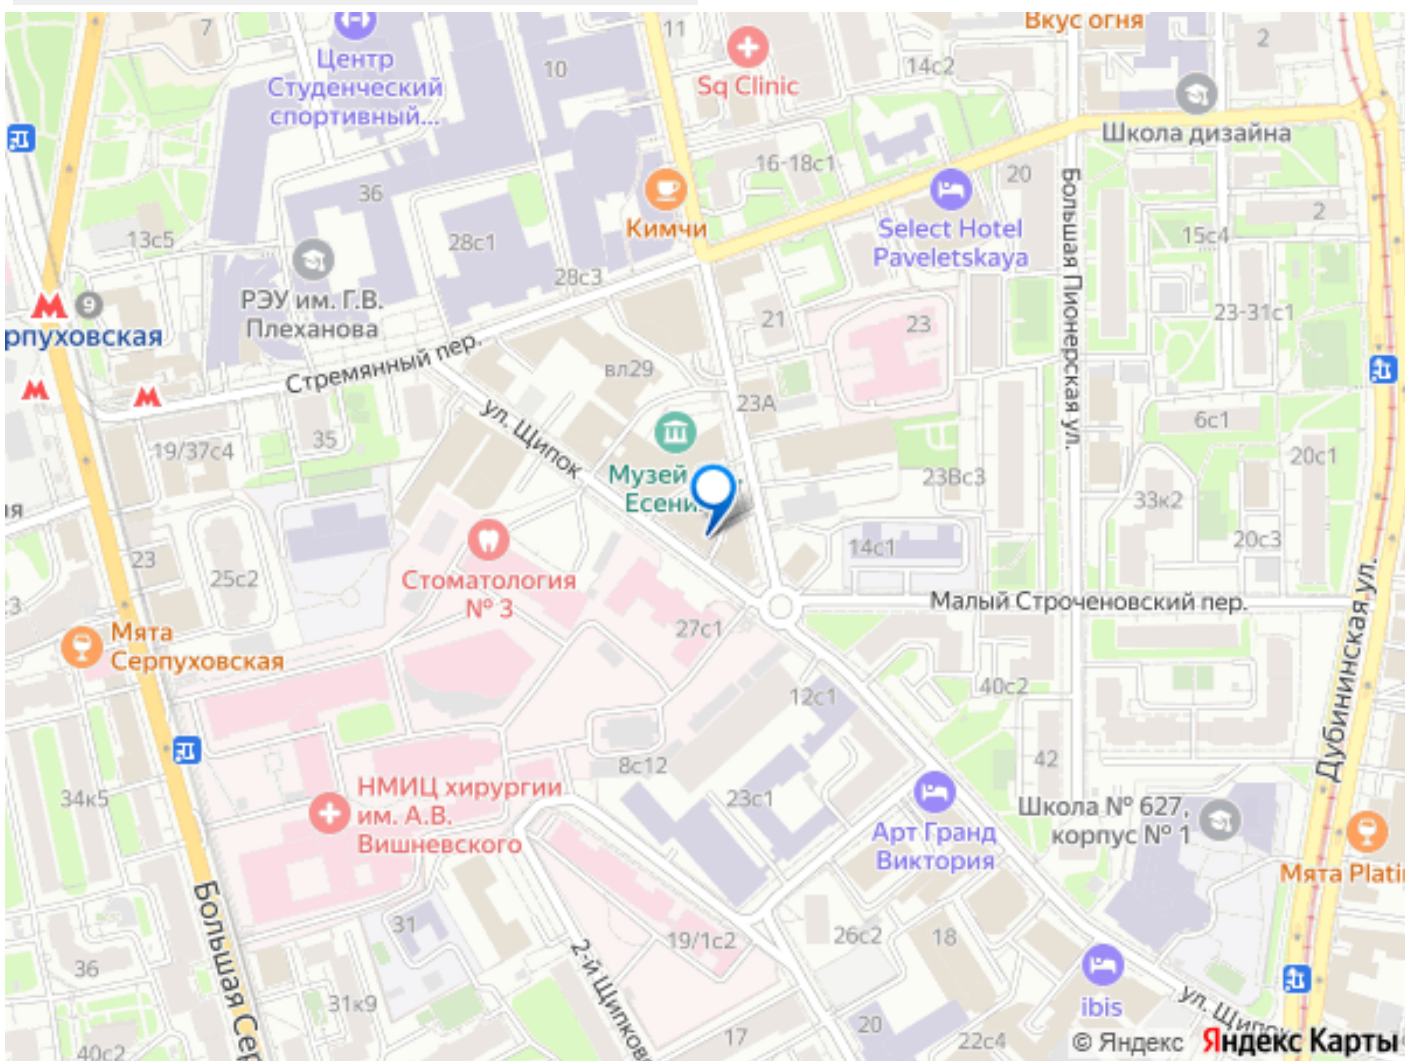 7
Центр
Студенческий
спортивный...
10
11
Sq Clinic
14с2
Вкус огня
2
Школа дизайна
36
16-18с1
20
2
13с5
28с1
Кимчи
Select Hotel
Paveletskaya
15с4
9
РЭУ им. Г.В.
Плеханова
28с3
21
23
23-31с1
рпуховская
Стремянный пер.
вл29
23А
Большая Пионерская ул.
6с1
19/37с4
35
ул. Щипок
Музей
Есени
23Вс3
33к2
20с1
я
23
25с2
Стоматология
№ 3
14с1
20с3
3
Мята
Серпуховская
27с1
Малый Строченовский пер.
12с1
40с2
Дубининская ул.
34к5
8с12
42
НМИЦ хирургии
им. А.В.
Вишневского
23с1
Арт Гранд
Виктория
Школа № 627,
корпус № 1
Мята Plati
Большая Сер
31
19/1с2
26с2
18
36
31к9
2-й Щипковс
17
20
22с4
ibis
ул. Щипок
40с2
© Яндекс Яндекс Карты